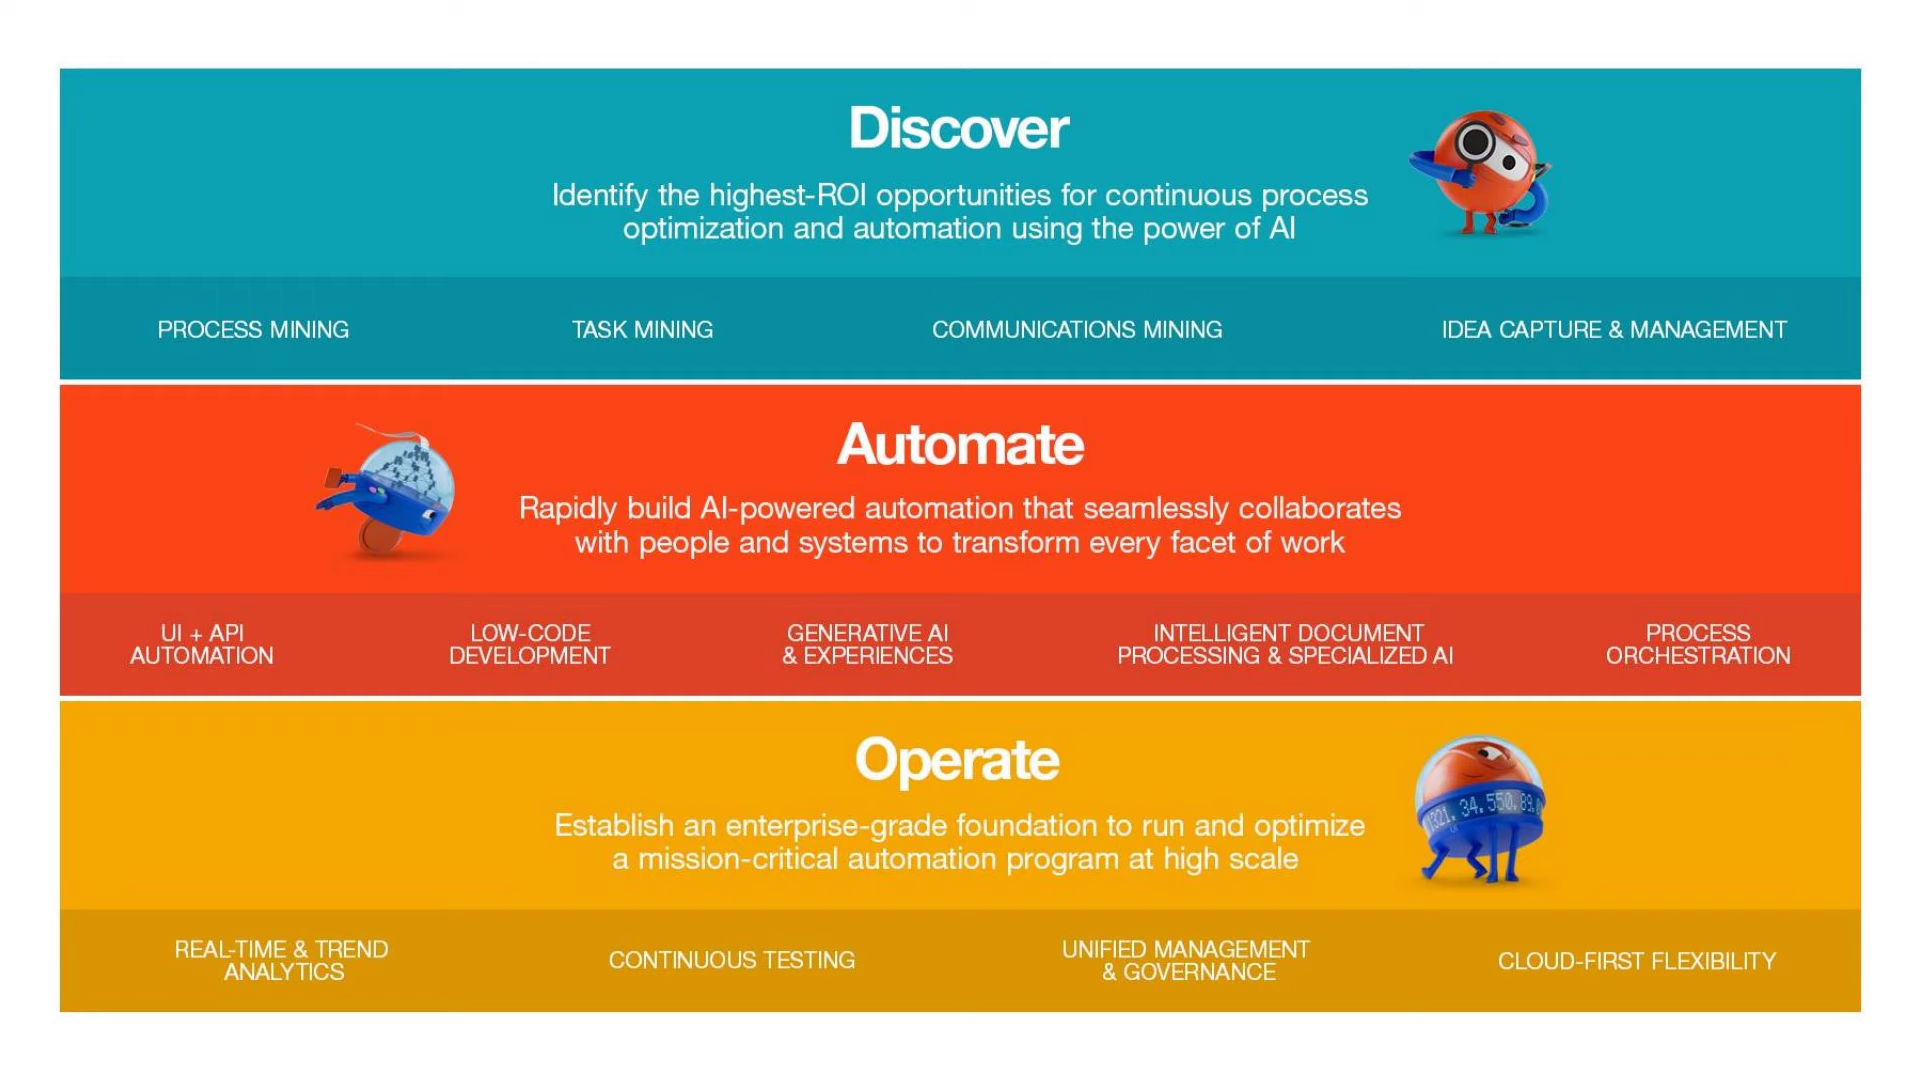 Discover
Identify the highest-ROI opportunities for continuous process
optimization and automation using the power of AI
PROCESS MINING
TASK MINING
COMMUNICATIONS MINING
IDEA CAPTURE & MANAGEMENT
Automate
Rapidly build AI-powered automation that seamlessly collaborates
with people and systems to transform every facet of work
UI + API
AUTOMATION
LOW-CODE
DEVELOPMENT
GENERATIVE AI
& EXPERIENCES
INTELLIGENT DOCUMENT
PROCESSING & SPECIALIZED AI
PROCESS
ORCHESTRATION
Operate
Establish an enterprise-grade foundation to run and optimize
a mission-critical automation program at high scale
REAL-TIME & TREND
ANALYTICS
CONTINUOUS TESTING
UNIFIED MANAGEMENT
& GOVERNANCE
CLOUD-FIRST FLEXIBILITY